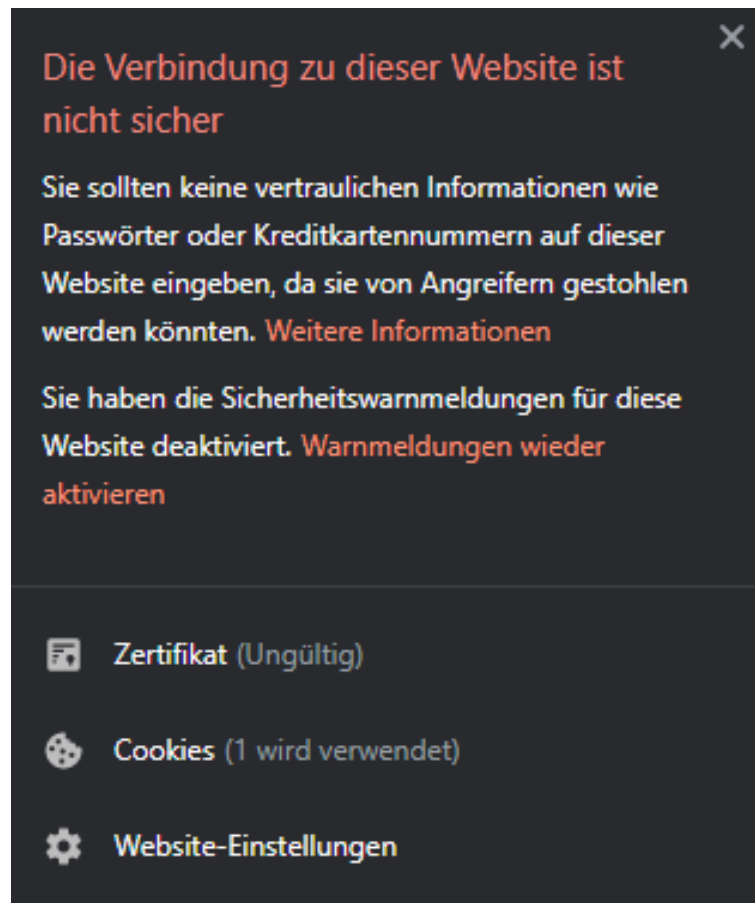 Die Verbindung zu dieser Website ist
nicht sicher
Sie sollten keine vertraulichen Informationen wie
Passwörter oder Kreditkartennummern auf dieser
Website eingeben, da sie von Angreifern gestohlen
werden könnten. Weitere Informationen
Sie haben die Sicherheitswarnmeldungen für diese
Website deaktiviert. Warnmeldungen wieder
aktivieren
Zertifikat (Ungültig)
Cookies (1 wird verwendet)
Website-Einstellungen